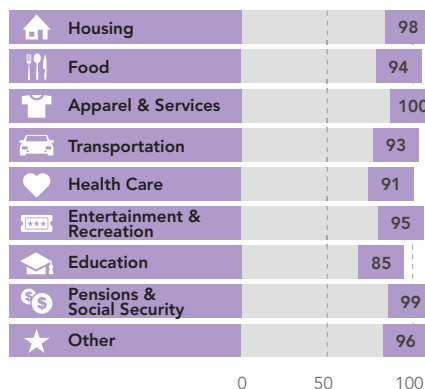 Housing 98
Food 94
Apparel & Services 100
Transportation 93
Health Care 91
Entertainment &
Recreation 95
Education 85
Pensions &
Social Security 99
Other 96
0 50 100